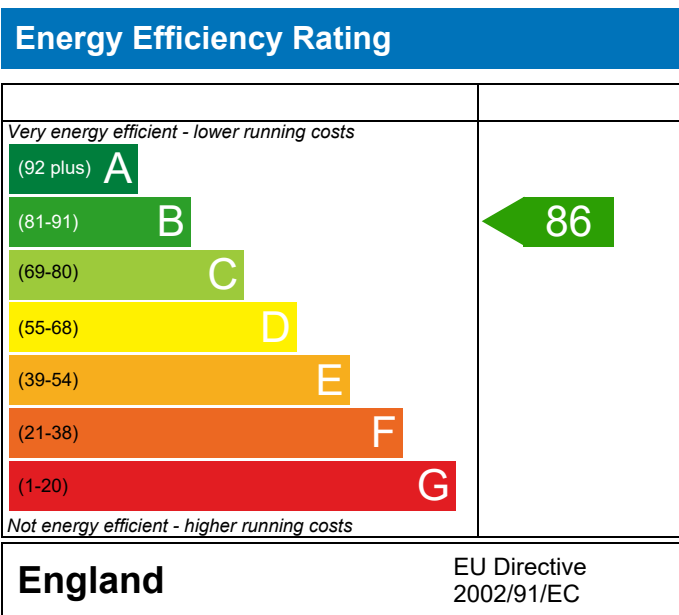 Energy Efficiency Rating
Very energy efficient - lower running costs
(92 plus) A
(81-91) B
86
(69-80) C
(55-68) D
(39-54) E
(21-38) F
(1-20) G
Not energy efficient - higher running costs
England
EU Directive
2002/91/EC